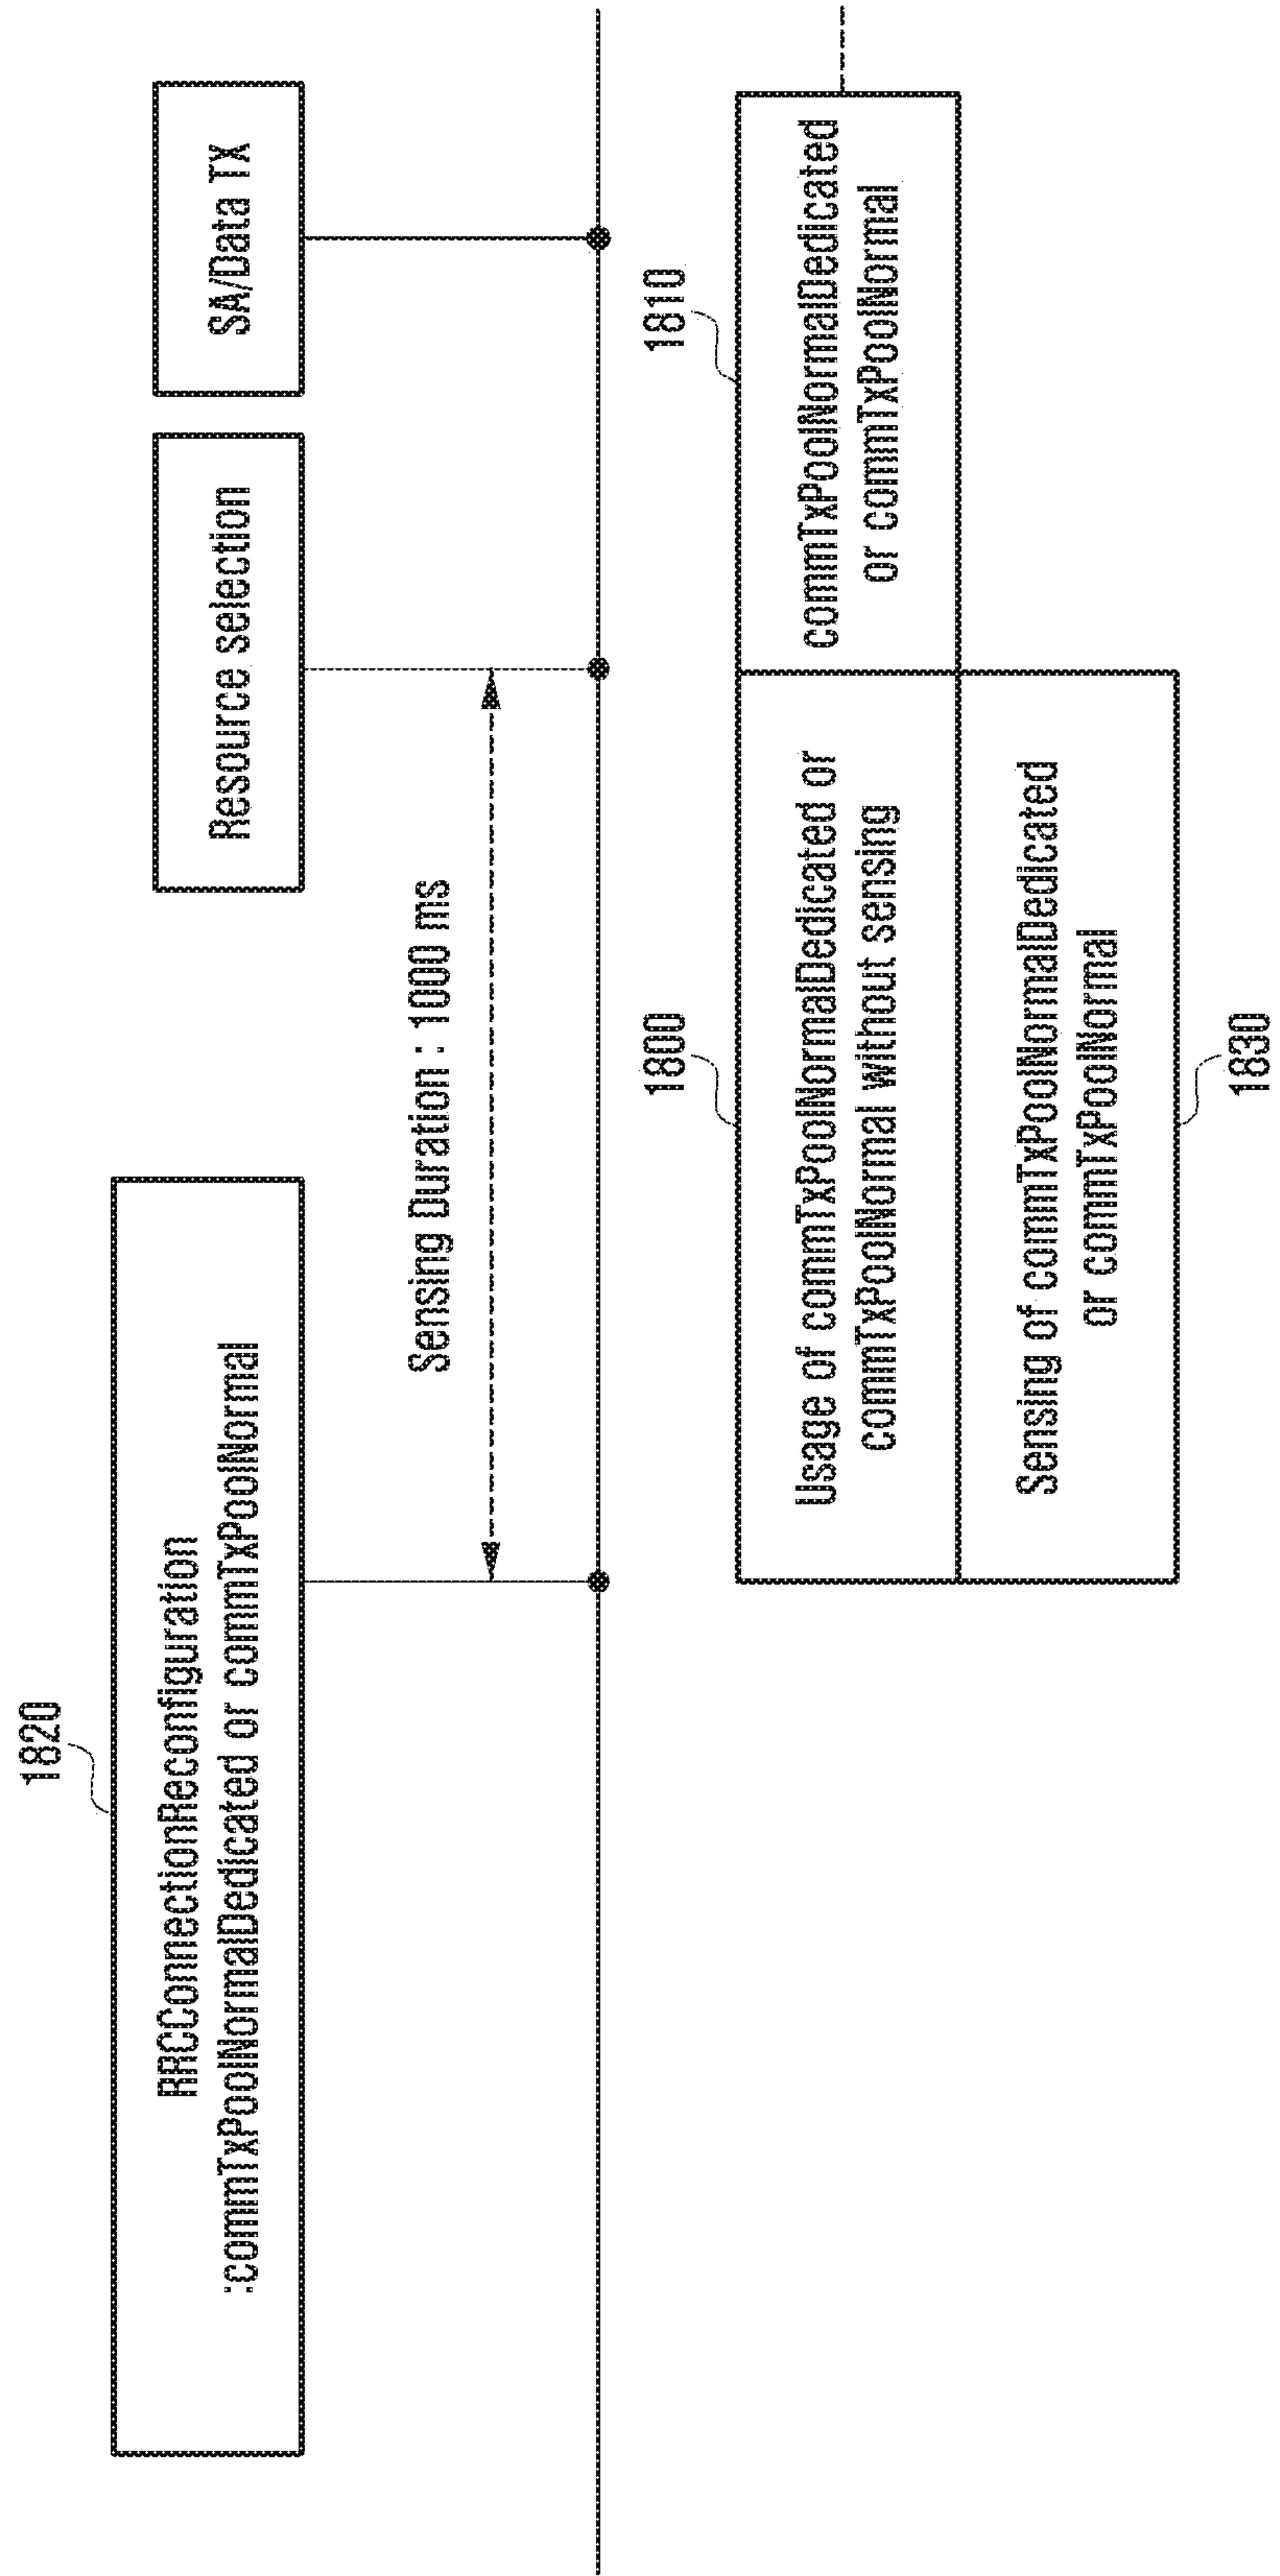 1820
RRCConnectionReconfiguration
:commTxPoolNormalDedicated or commTxPoolNormal
Resource selection
SA/Data TX
Sensing Duration : 1000 ms
1800
1810
Usage of commTxPoolNormalDedicated or
commTxPoolNormal without sensing
commTxPoolNormalDedicated
or commTxPoolNormal
Sensing of commTxPoolNormalDedicated
or commTxPoolNormal
1830